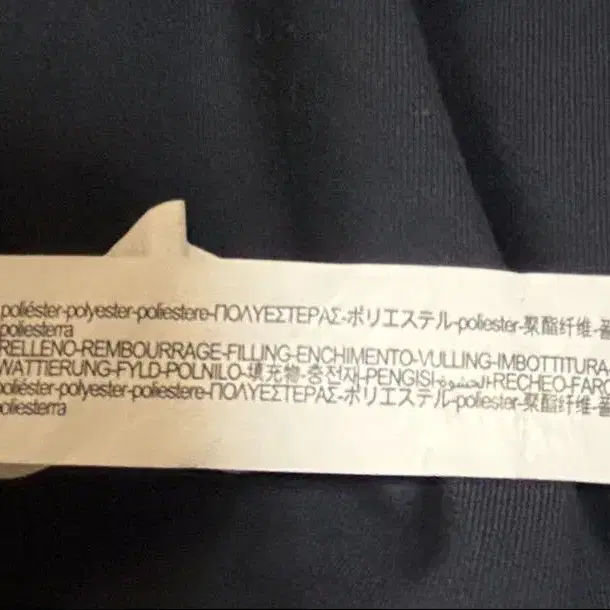 poliéster-polyester-poliestere-ΠΟΛΥΕΣΤΕΡΑΣ-ポリエステル-poliester-聚酯纤维-
poliesterra
RELLENO-REMBOURRAGE-FILLING-ENCHIMENTO-VULLING-IMBOTTITURA-
WATTIERUNG-FYLD-POLNILO-填充物-충전재-PENGISI-الحشوة-RECHEO-FARC
poliéster-polyester-poliestere-ΠΟΛΥΕΣΤΕΡΑΣ-ポリエステル-poliester-聚酯纤维-
poliesterra